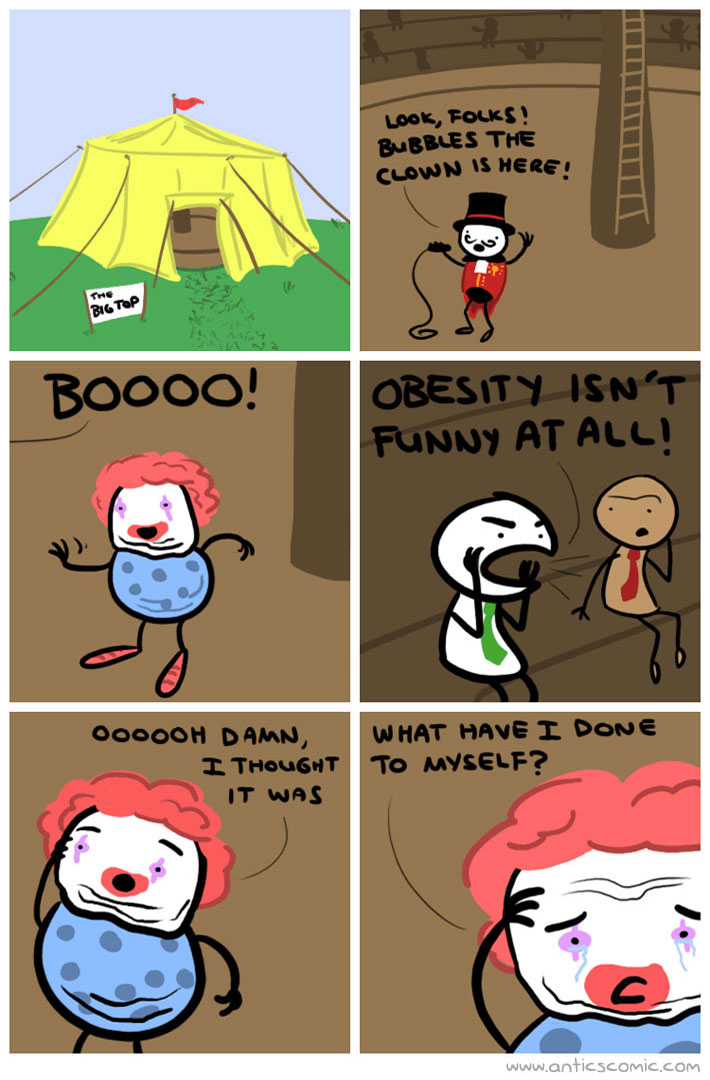 THE
BIG TOP
LOOK, FOLKS!
BUBBLES THE
CLOWN IS HERE!
BOOOO!
OBESITY ISN'T
FUNNY AT ALL!
OOOOOH DAMN,
I THOUGHT
IT WAS
WHAT HAVE I DONE
TO MYSELF?
www.anticscomic.com